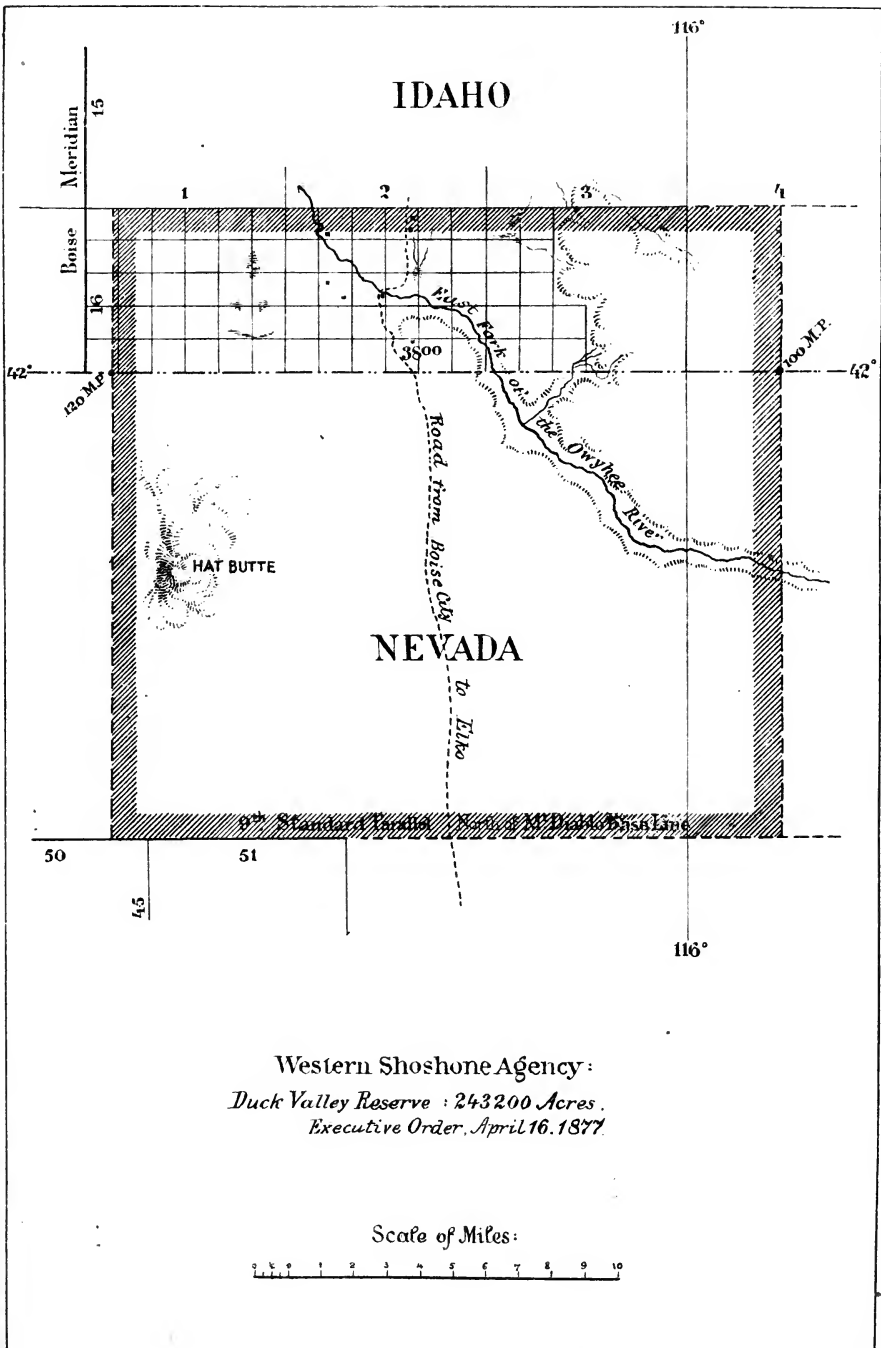 116°
IDAHO
Meridian
15
1
2
3
4
Boise
16
East Fork of the Owyhee River
3800
42°
120 M.P.
100 M.P.
42°
Road from Boise City to Elko
HAT BUTTE
NEVADA
9th Standard Parallel North of Mt Diablo Base Line
50
51
45
116°
Western Shoshone Agency:
Duck Valley Reserve : 243200 Acres.
Executive Order, April 16. 1877.
Scale of Miles:
0 1 2 3 4 5 6 7 8 9 10